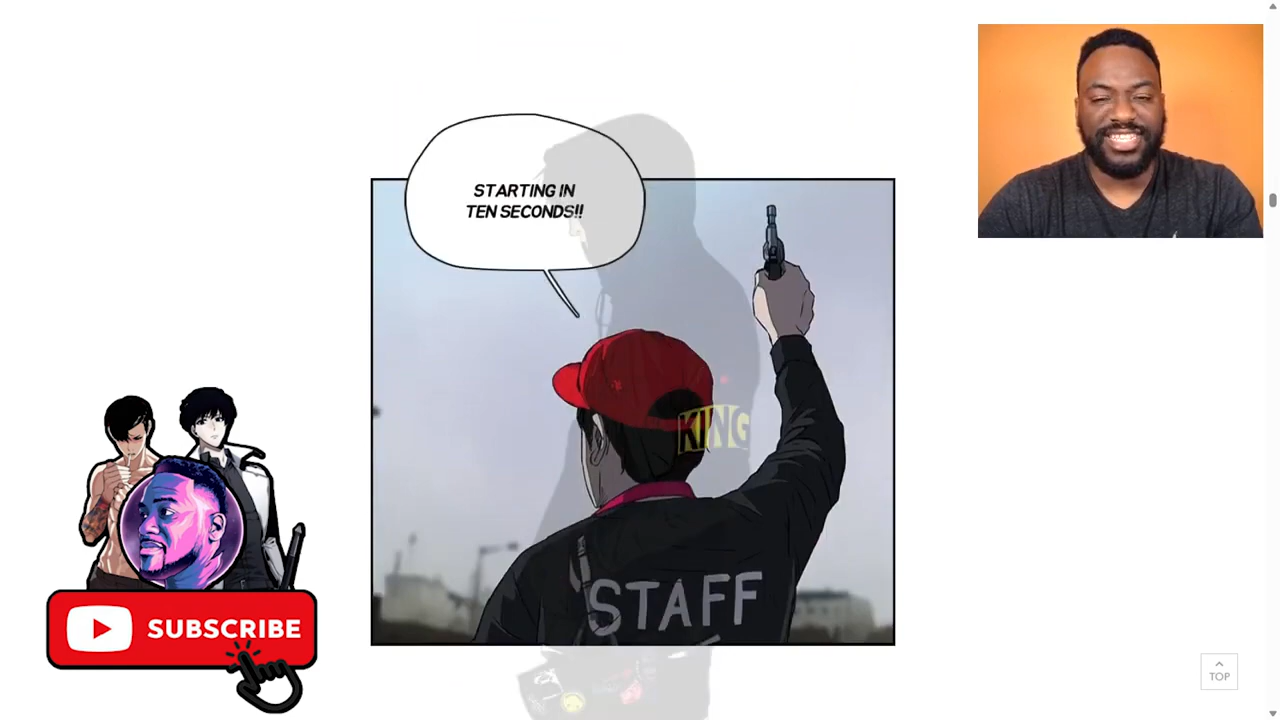 STARTING IN
TEN SECONDS!!
KING
STAFF
SUBSCRIBE
TOP